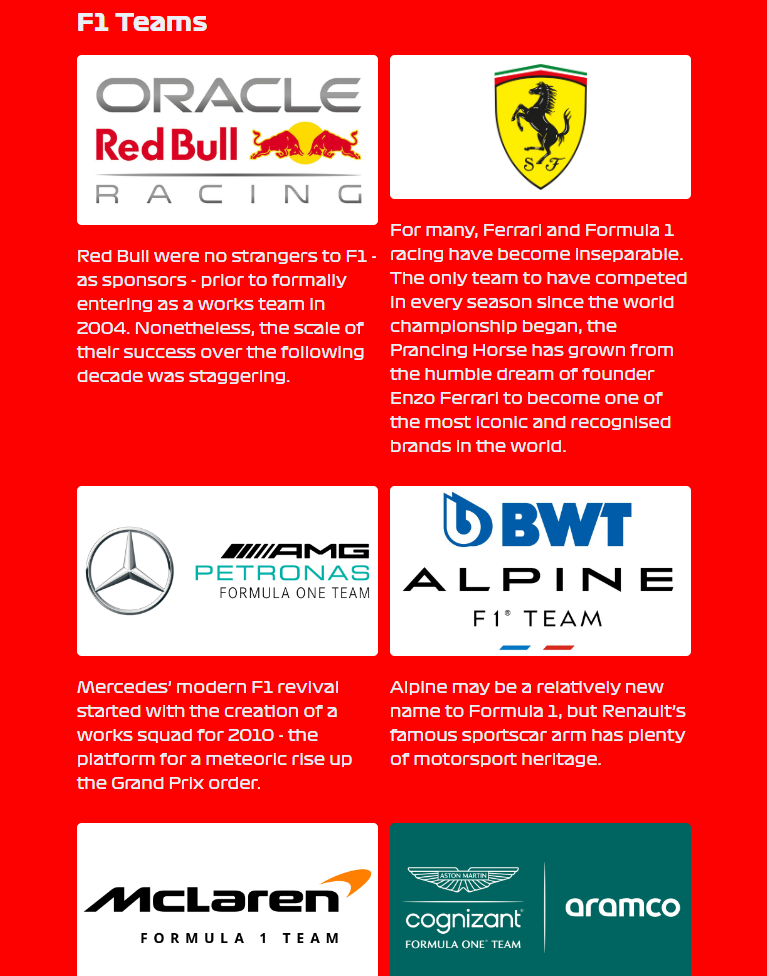 F1 Teams
ORACLE
Red Bull
RACING
Red Bull were no strangers to F1 -
as sponsors - prior to formally
entering as a works team in
2004. Nonetheless, the scale of
their success over the following
decade was staggering.
S F
For many, Ferrari and Formula 1
racing have become inseparable.
The only team to have competed
in every season since the world
championship began, the
Prancing Horse has grown from
the humble dream of founder
Enzo Ferrari to become one of
the most iconic and recognised
brands in the world.
AMG
PETRONAS
FORMULA ONE TEAM
Mercedes' modern F1 revival
started with the creation of a
works squad for 2010 - the
platform for a meteoric rise up
the Grand Prix order.
BWT
ALPINE
F1® TEAM
Alpine may be a relatively new
name to Formula 1, but Renault's
famous sportscar arm has plenty
of motorsport heritage.
McLaren
FORMULA 1 TEAM
ASTON MARTIN
cognizant
FORMULA ONE™ TEAM
aramco